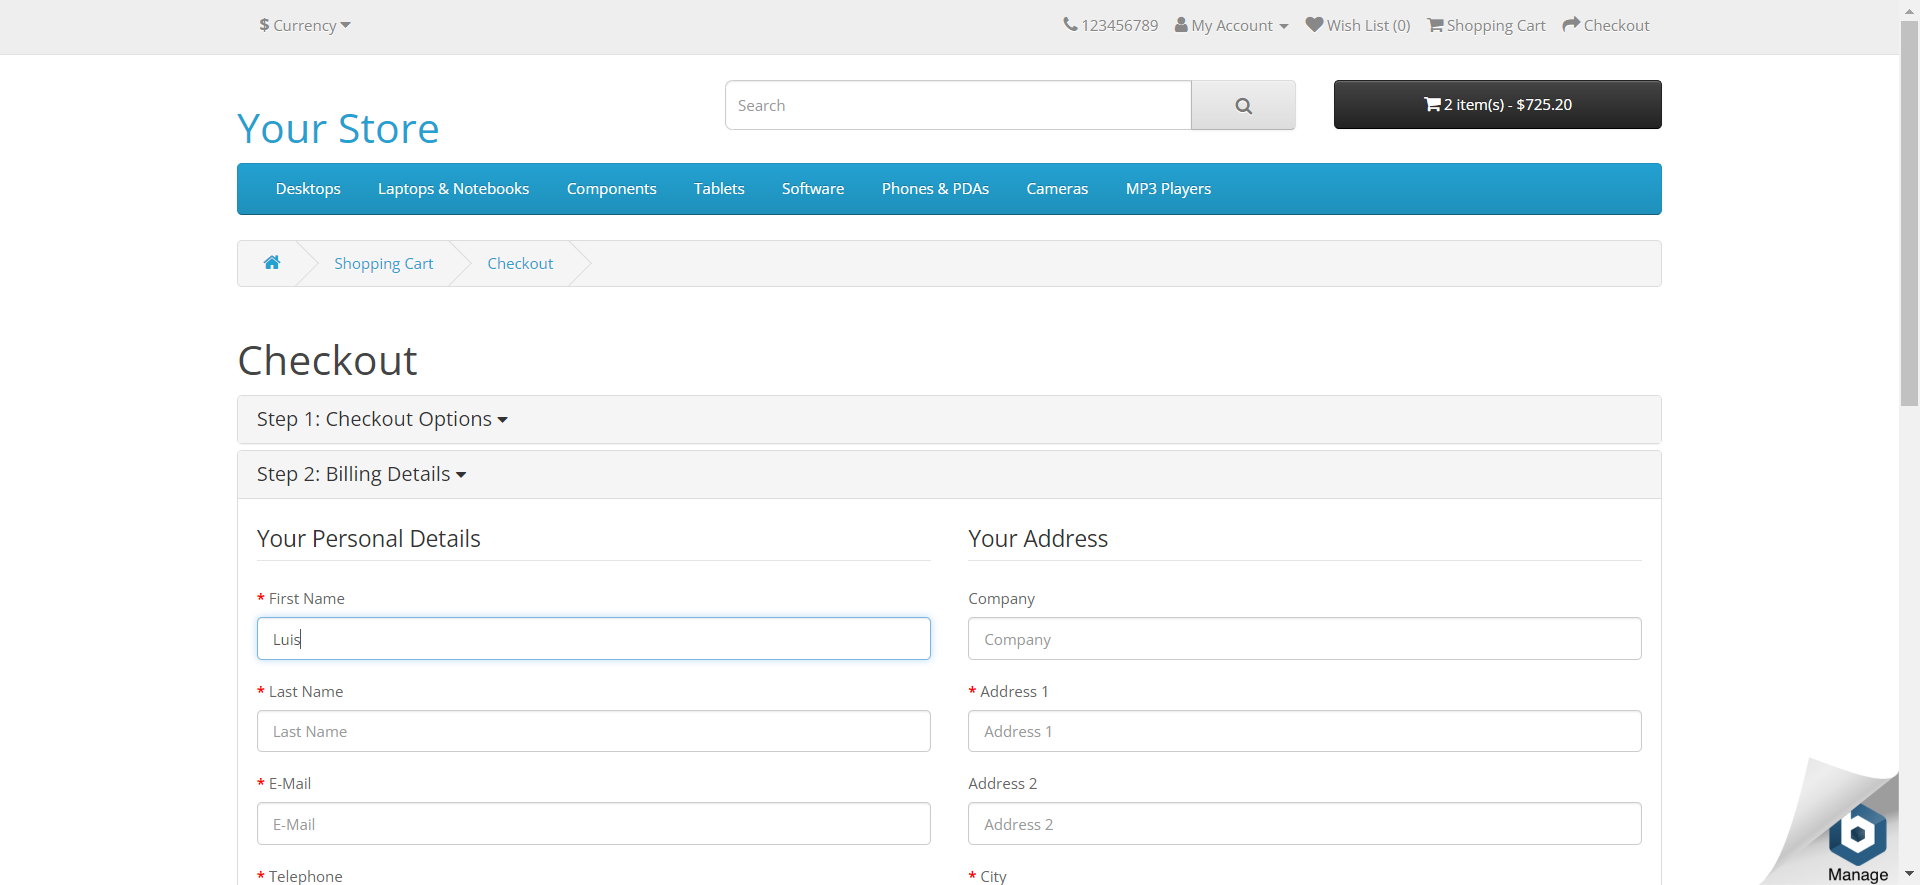 $ Currency
123456789 My Account Wish List (0) Shopping Cart Checkout
Your Store
Search
2 item(s) - $725.20
Desktops Laptops & Notebooks Components Tablets Software Phones & PDAs Cameras MP3 Players
Shopping Cart Checkout
Checkout
Step 1: Checkout Options
Step 2: Billing Details
Your Personal Details
* First Name
Luis
* Last Name
Last Name
* E-Mail
E-Mail
* Telephone
Your Address
Company
Company
* Address 1
Address 1
Address 2
Address 2
* City
b
Manage